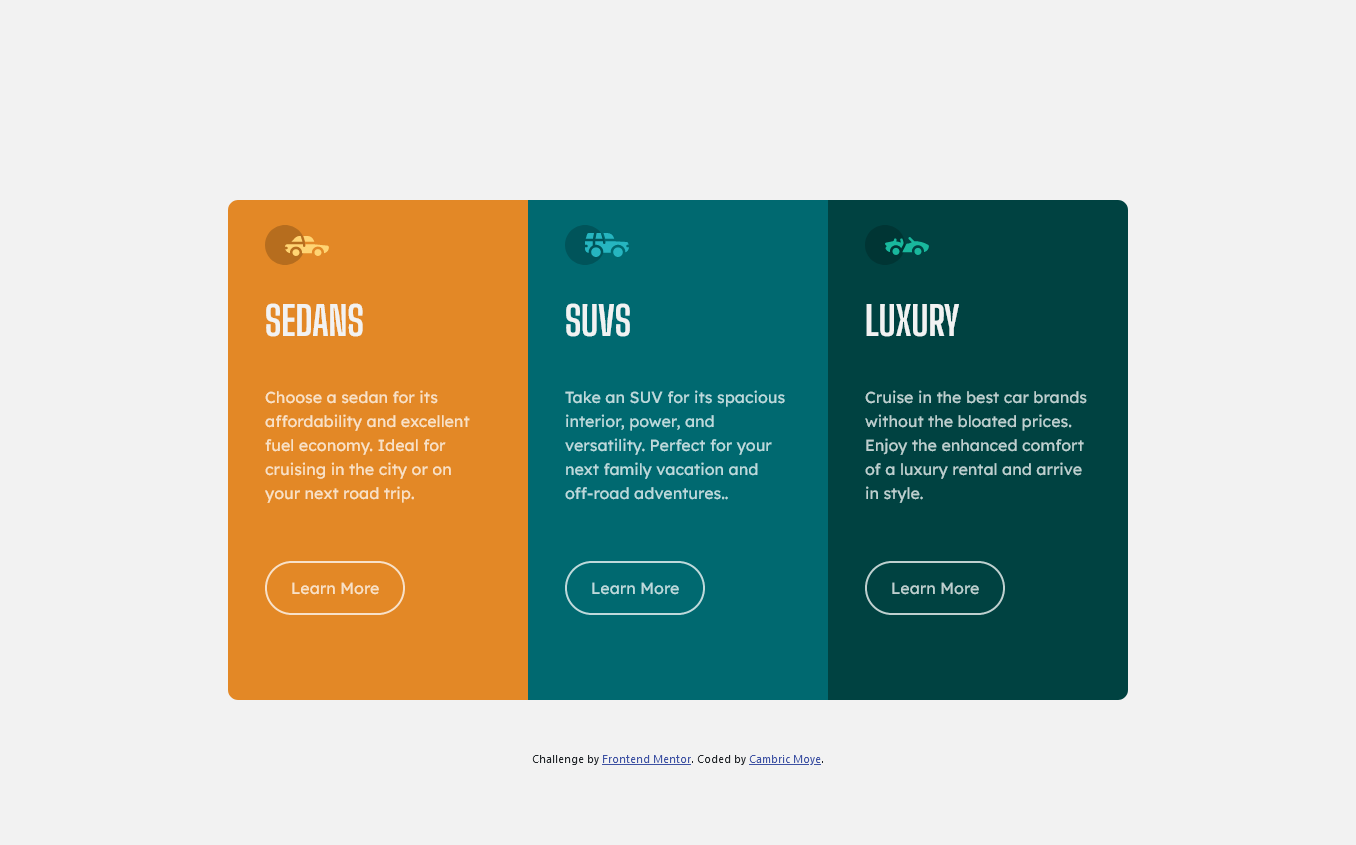 SEDANS
Choose a sedan for its
affordability and excellent
fuel economy. Ideal for
cruising in the city or on
your next road trip.
Learn More
SUVS
Take an SUV for its spacious
interior, power, and
versatility. Perfect for your
next family vacation and
off-road adventures..
Learn More
LUXURY
Cruise in the best car brands
without the bloated prices.
Enjoy the enhanced comfort
of a luxury rental and arrive
in style.
Learn More
Challenge by Frontend Mentor. Coded by Cambric Moye.